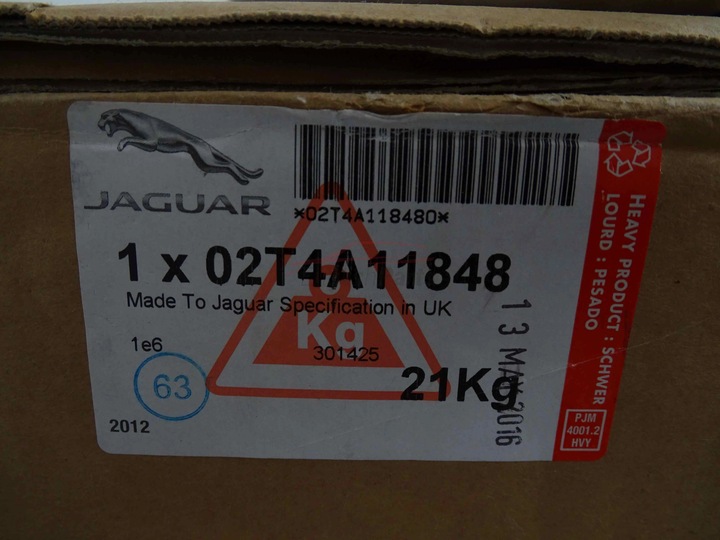 JAGUAR
*02T4A118480*
1 x 02T4A11848
Made To Jaguar Specification in UK
Kg
1e6
301425
63
21Kg
2012
13 MAY 2016
HEAVY PRODUCT : SCHWER
LOURD : PESADO
PJM
4001.2
HVY